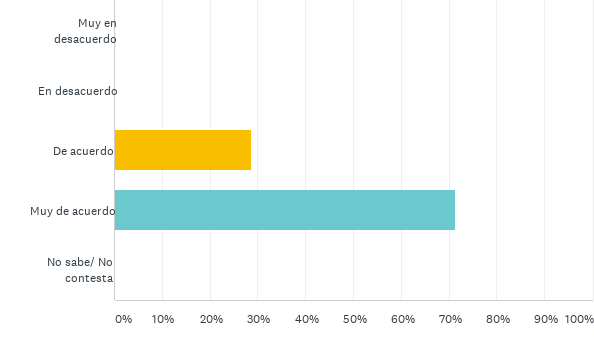 Muy en
desacuerdo
En desacuerdo
De acuerdo
Muy de acuerdo
No sabe/ No
contesta
0% 10% 20% 30% 40% 50% 60% 70% 80% 90% 100%